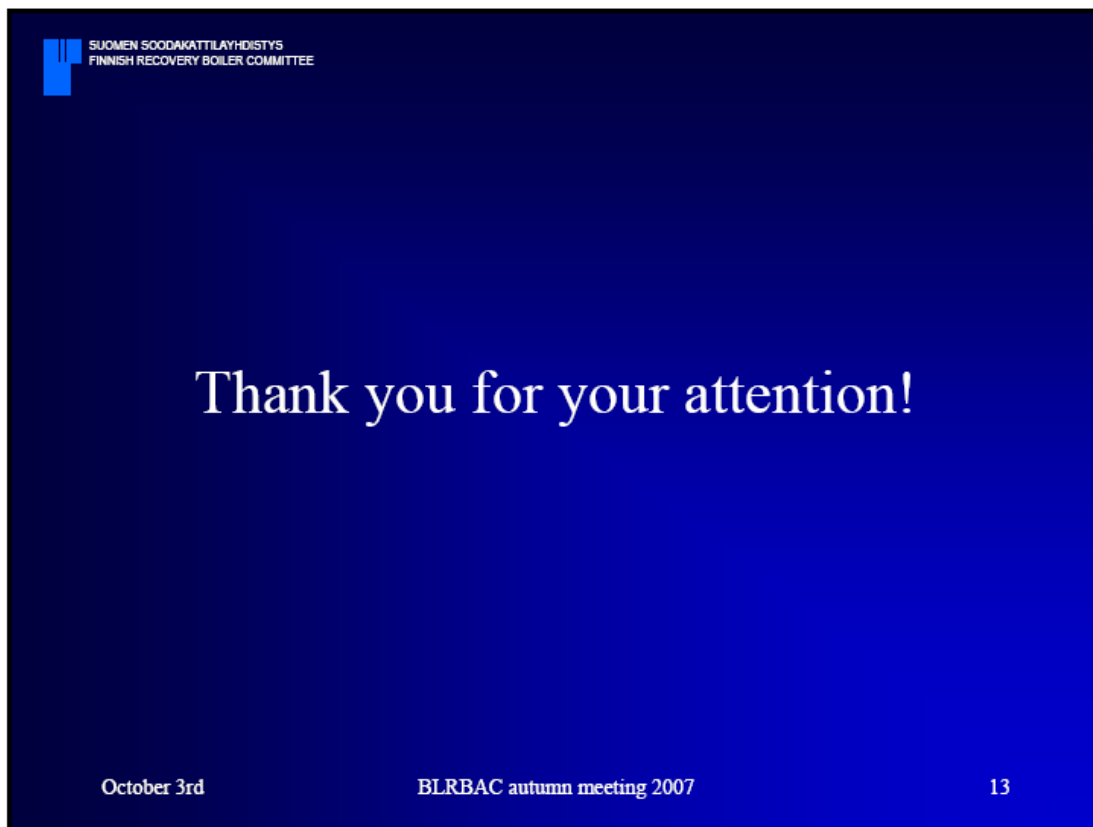 SUOMEN SOODAKATTILAYHDISTYS
FINNISH RECOVERY BOILER COMMITTEE
Thank you for your attention!
October 3rd BLRBAC autumn meeting 2007 13